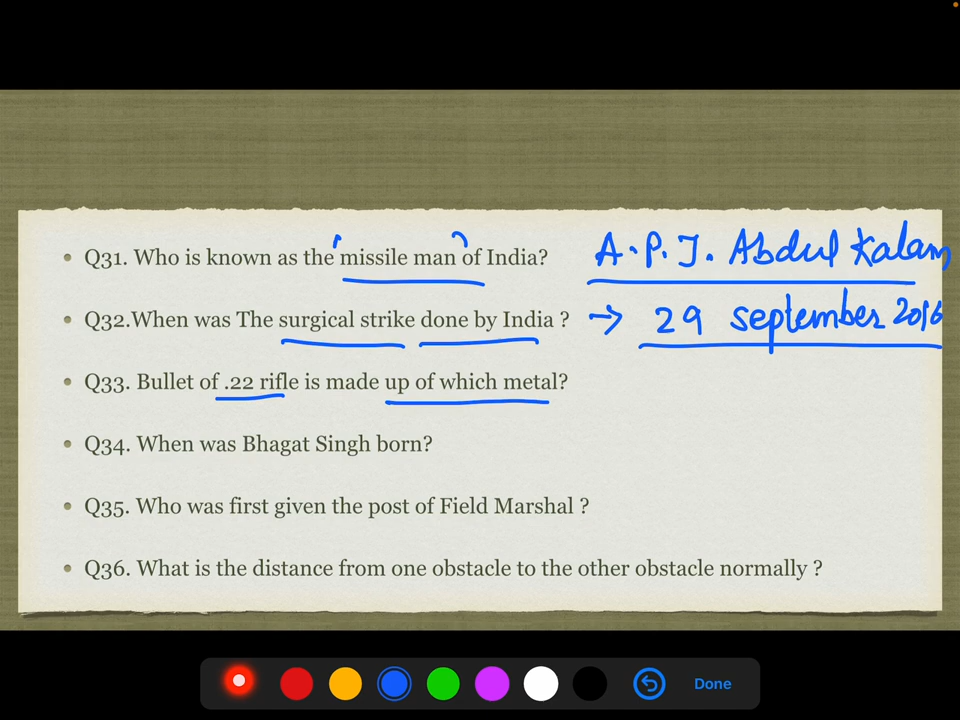 Q31. Who is known as the missile man of India? A.P.J. Abdul Kalam
Q32.When was The surgical strike done by India ? → 29 september 2016
Q33. Bullet of .22 rifle is made up of which metal?
Q34. When was Bhagat Singh born?
Q35. Who was first given the post of Field Marshal ?
Q36. What is the distance from one obstacle to the other obstacle normally ?
Done